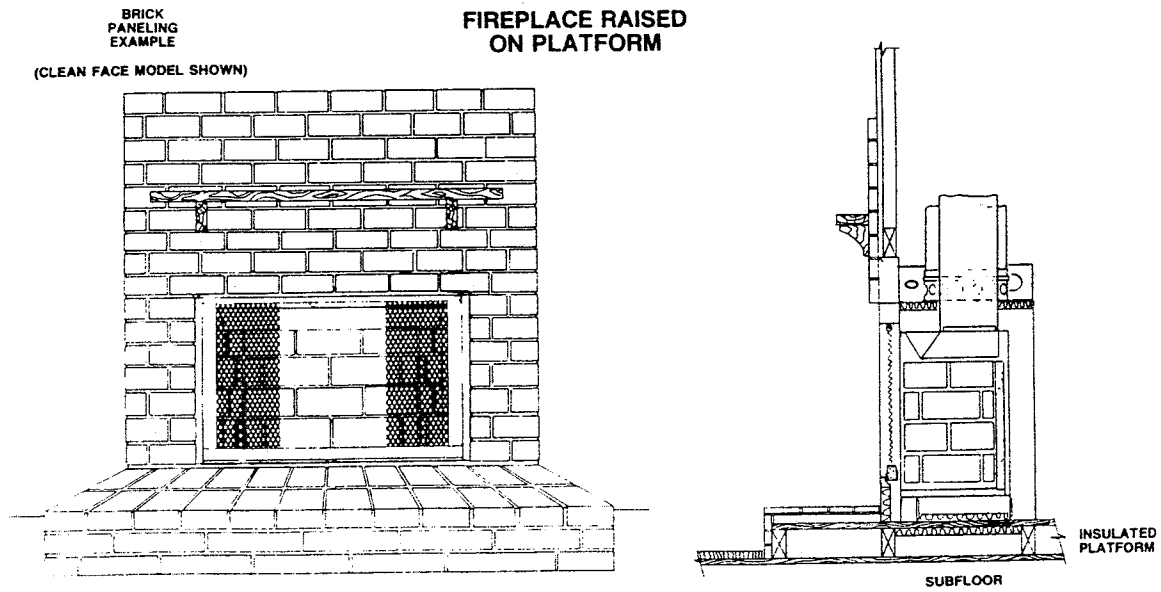 BRICK
PANELING
EXAMPLE
(CLEAN FACE MODEL SHOWN)
FIREPLACE RAISED
ON PLATFORM
INSULATED
PLATFORM
SUBFLOOR